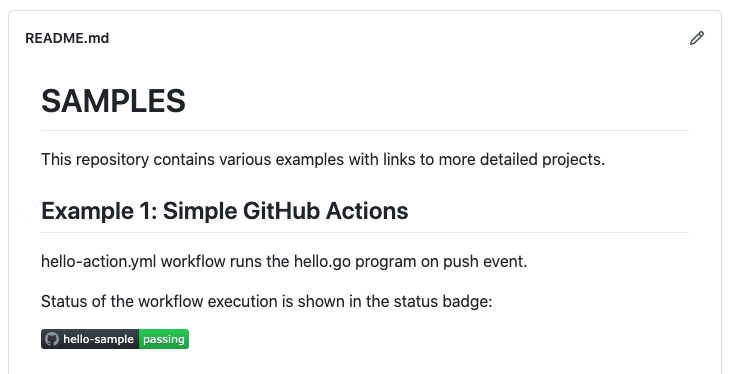 README.md
SAMPLES
This repository contains various examples with links to more detailed projects.
Example 1: Simple GitHub Actions
hello-action.yml workflow runs the hello.go program on push event.
Status of the workflow execution is shown in the status badge:
hello-sample passing